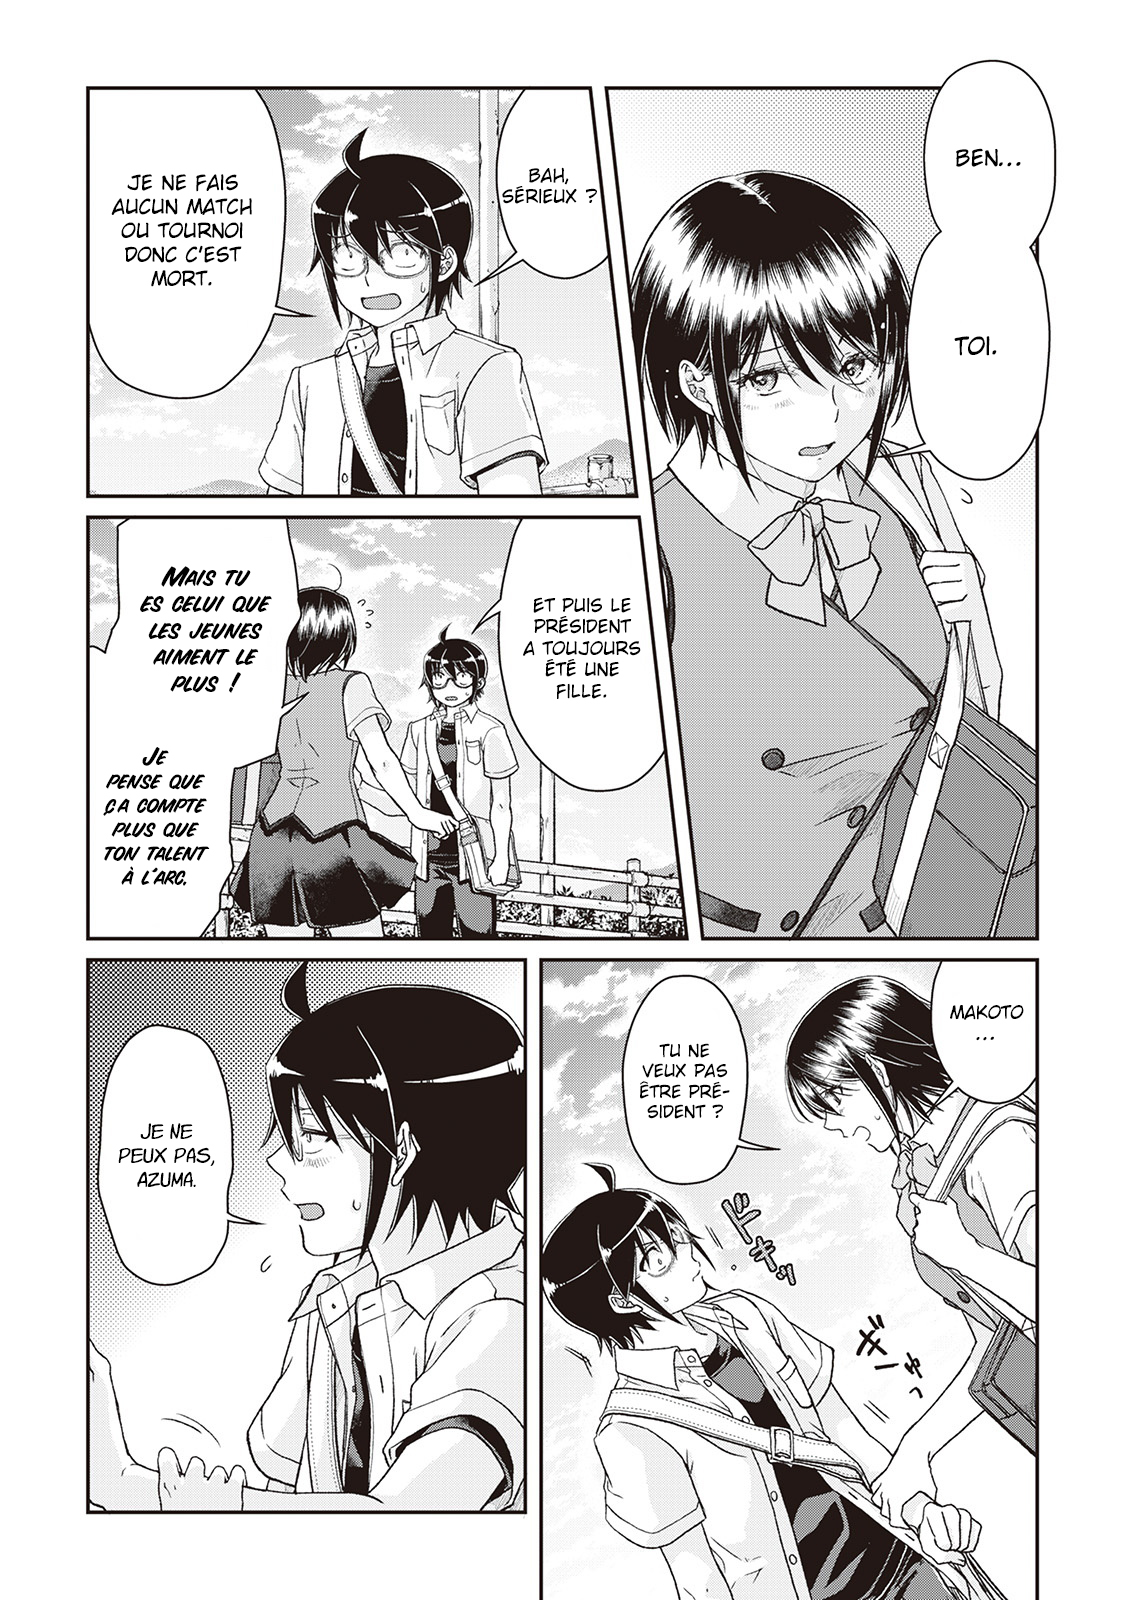 BEN...
TOI.
BAH,
SÉRIEUX ?
JE NE FAIS
AUCUN MATCH
OU TOURNOI
DONC C'EST
MORT.
ET PUIS LE
PRÉSIDENT
A TOUJOURS
ÉTÉ UNE
FILLE.
MAIS TU
ES CELUI QUE
LES JEUNES
AIMENT LE
PLUS !
JE
PENSE QUE
ÇA COMPTE
PLUS QUE
TON TALENT
À L'ARC.
MAKOTO
...
TU NE
VEUX PAS
ÊTRE PRÉ-
SIDENT ?
ドキッ
ぎゅっ
JE NE
PEUX PAS,
AZUMA.